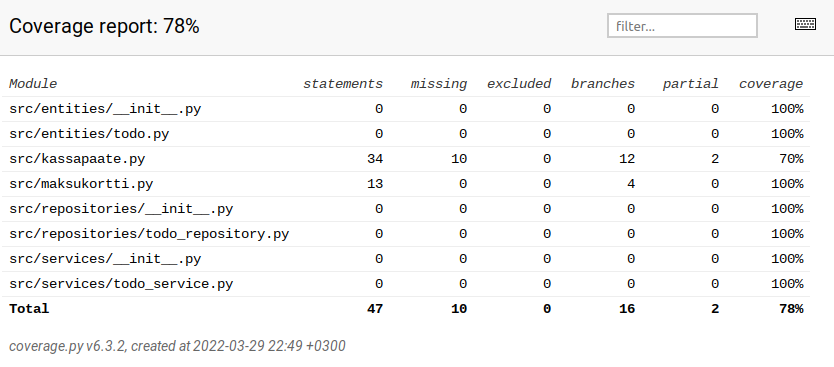 Coverage report: 78%
filter...
Module statements missing excluded branches partial coverage
src/entities/__init__.py 0 0 0 0 0 100%
src/entities/todo.py 0 0 0 0 0 100%
src/kassapaate.py 34 10 0 12 2 70%
src/maksukortti.py 13 0 0 4 0 100%
src/repositories/__init__.py 0 0 0 0 0 100%
src/repositories/todo_repository.py 0 0 0 0 0 100%
src/services/__init__.py 0 0 0 0 0 100%
src/services/todo_service.py 0 0 0 0 0 100%
Total 47 10 0 16 2 78%
coverage.py v6.3.2, created at 2022-03-29 22:49 +0300